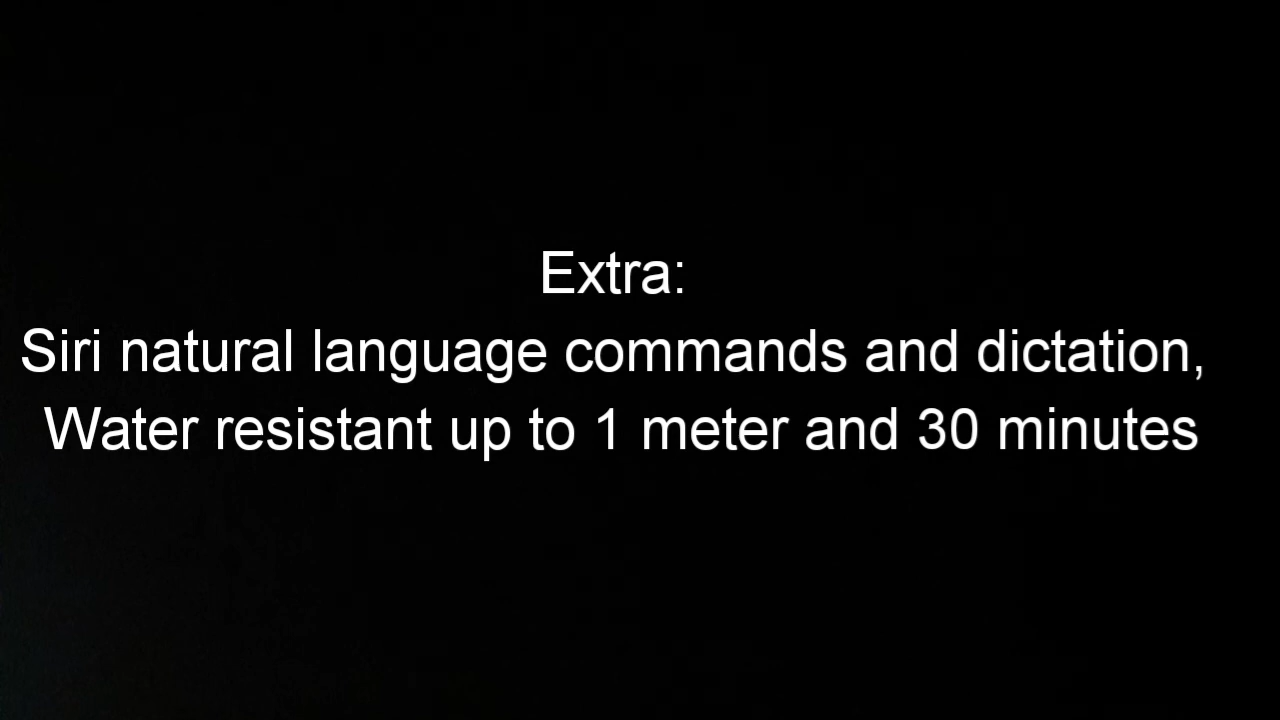 Extra:
Siri natural language commands and dictation,
Water resistant up to 1 meter and 30 minutes